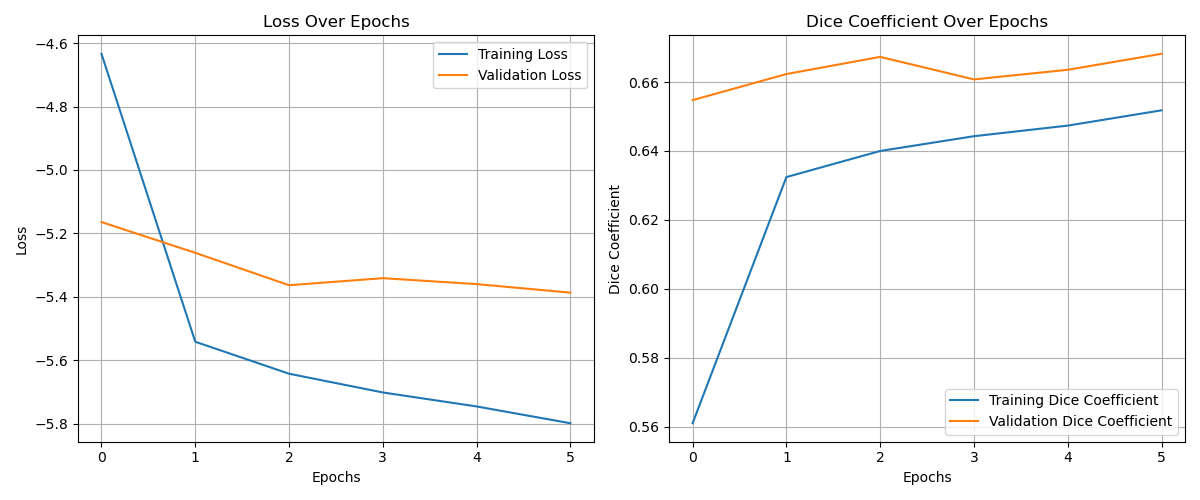 Loss Over Epochs
−4.6
−4.8
−5.0
−5.2
−5.4
−5.6
−5.8
Loss
0 1 2 3 4 5
Epochs
Training Loss
Validation Loss
Dice Coefficient Over Epochs
0.66
0.64
0.62
0.60
0.58
0.56
Dice Coefficient
0 1 2 3 4 5
Epochs
Training Dice Coefficient
Validation Dice Coefficient